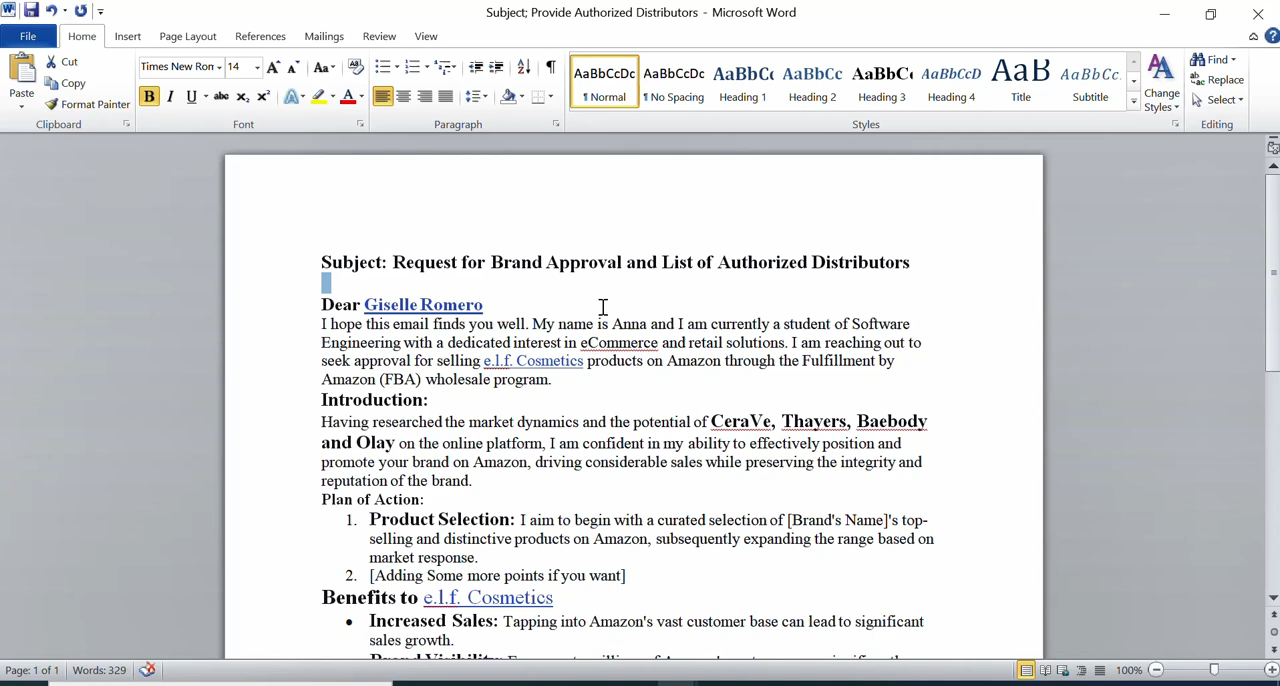 Subject; Provide Authorized Distributors - Microsoft Word
File Home Insert Page Layout References Mailings Review View
Paste Cut Copy Format Painter
Times New Ron 14
AaBbCcDc AaBbCcDc AaBbCc AaBbCc AaBbCc AaBbCcD AaB AaBbCc.
¶ Normal ¶ No Spacing Heading 1 Heading 2 Heading 3 Heading 4 Title Subtitle
Change Styles
Find Replace Select
Clipboard Font Paragraph Styles Editing
Subject: Request for Brand Approval and List of Authorized Distributors
Dear Giselle Romero
I hope this email finds you well. My name is Anna and I am currently a student of Software
Engineering with a dedicated interest in eCommerce and retail solutions. I am reaching out to
seek approval for selling e.l.f. Cosmetics products on Amazon through the Fulfillment by
Amazon (FBA) wholesale program.
Introduction:
Having researched the market dynamics and the potential of CeraVe, Thayers, Baebody
and Olay on the online platform, I am confident in my ability to effectively position and
promote your brand on Amazon, driving considerable sales while preserving the integrity and
reputation of the brand.
Plan of Action:
1. Product Selection: I aim to begin with a curated selection of [Brand's Name]'s top-
selling and distinctive products on Amazon, subsequently expanding the range based on
market response.
2. [Adding Some more points if you want]
Benefits to e.l.f. Cosmetics
• Increased Sales: Tapping into Amazon's vast customer base can lead to significant
sales growth.
Page: 1 of 1 Words: 329 100%